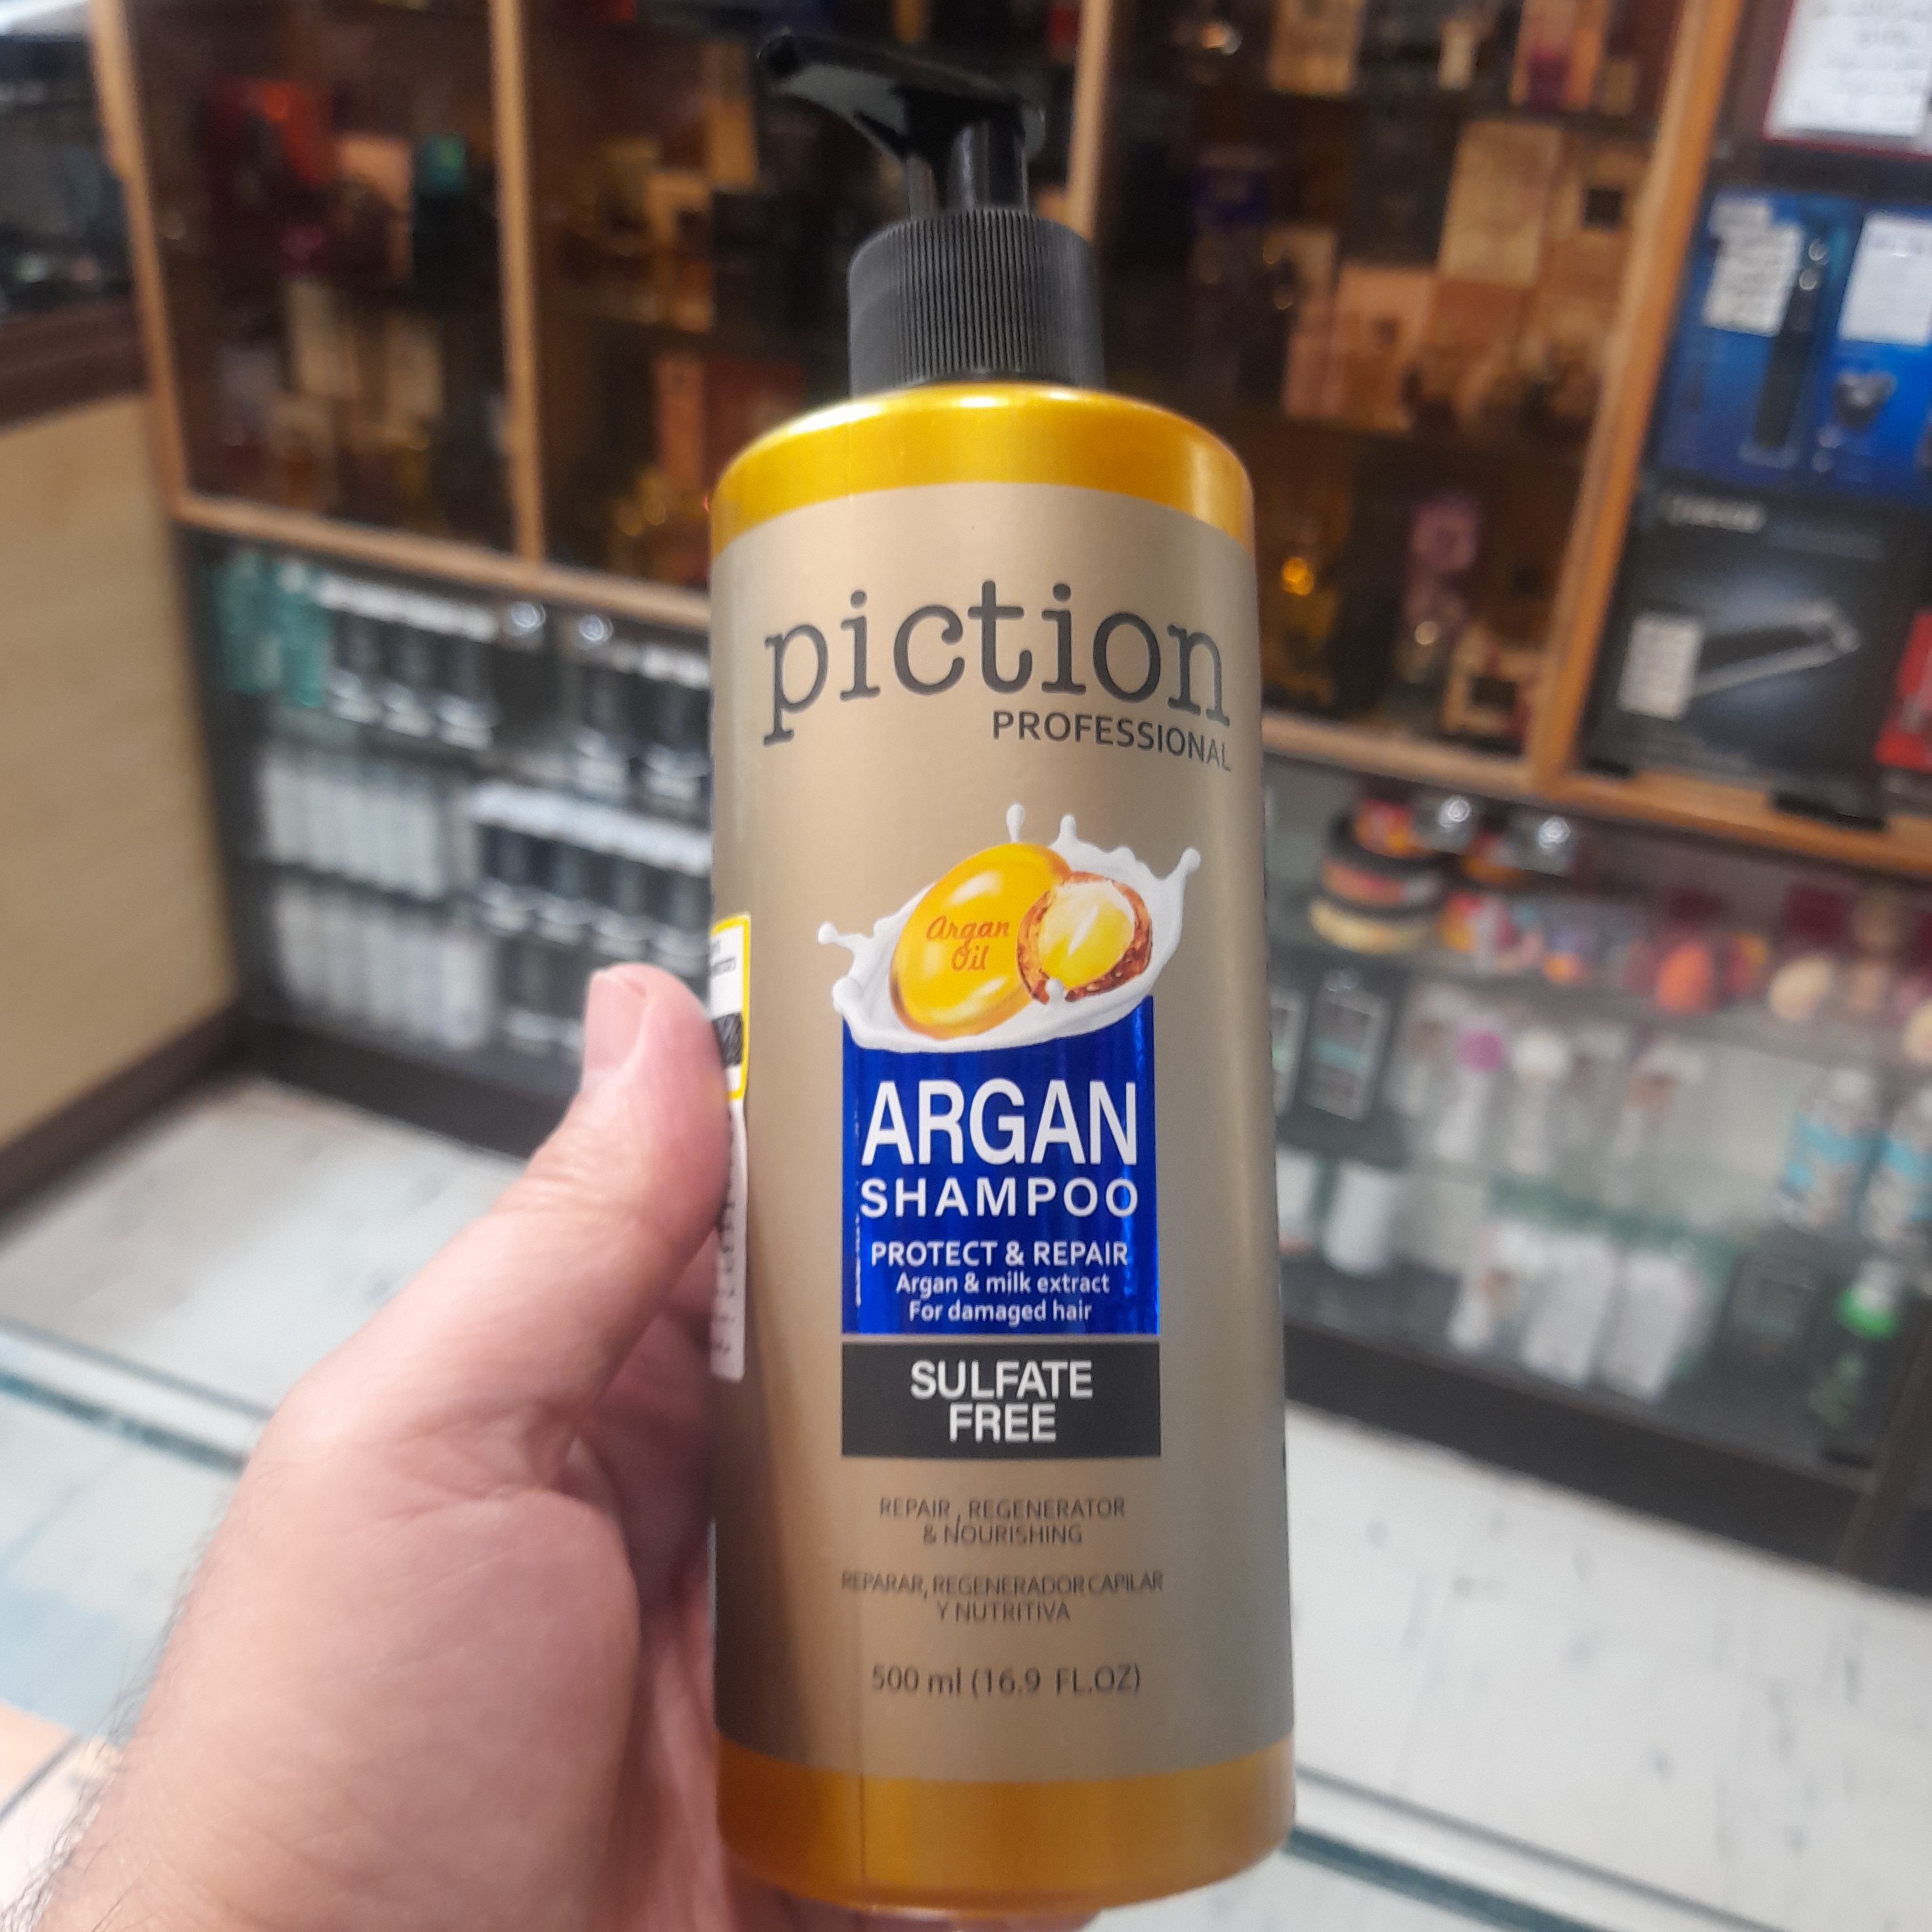 piction
PROFESSIONAL
Argan
Oil
ARGAN
SHAMPOO
PROTECT & REPAIR
Argan & milk extract
For damaged hair
SULFATE
FREE
REPAIR , REGENERATOR
& NOURISHING
REPARAR, REGENERADOR CAPILAR
Y NUTRITIVA
500 ml (16.9 FL.OZ)